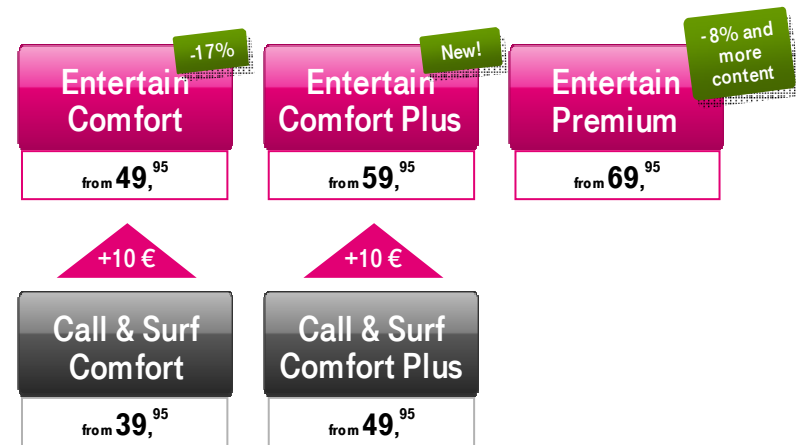 -17%
Entertain
Comfort
from 49,95
New!
Entertain
Comfort Plus
from 59,95
- 8% and
more
content
Entertain
Premium
from 69,95
+10 €
Call & Surf
Comfort
from 39,95
+10 €
Call & Surf
Comfort Plus
from 49,95